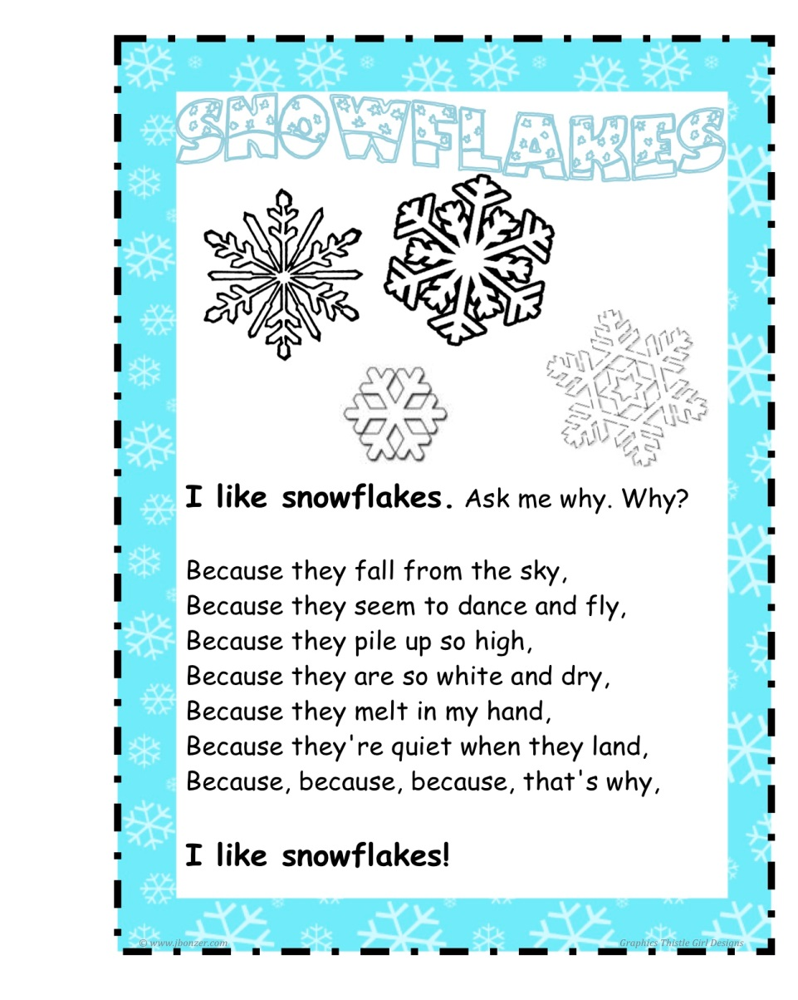 SNOWFLAKES
I like snowflakes. Ask me why. Why?
Because they fall from the sky,
Because they seem to dance and fly,
Because they pile up so high,
Because they are so white and dry,
Because they melt in my hand,
Because they're quiet when they land,
Because, because, because, that's why,
I like snowflakes!
© www.jbonzer.com
Graphics Thistle Girl Designs